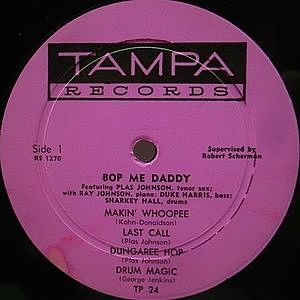 TAMPA
RECORDS
Side 1
RS 1270
Supervised by
Robert Scherman
BOP ME DADDY
Featuring PLAS JOHNSON, tenor sax;
with RAY JOHNSON, piano; DUKE HARRIS, bass;
SHARKEY HALL, drums
MAKIN' WHOOPEE
(Kahn-Donaldson)
LAST CALL
(Plas Johnson)
DUNGAREE HOP
(Plas Johnson)
DRUM MAGIC
(George Jenkins)
TP 24